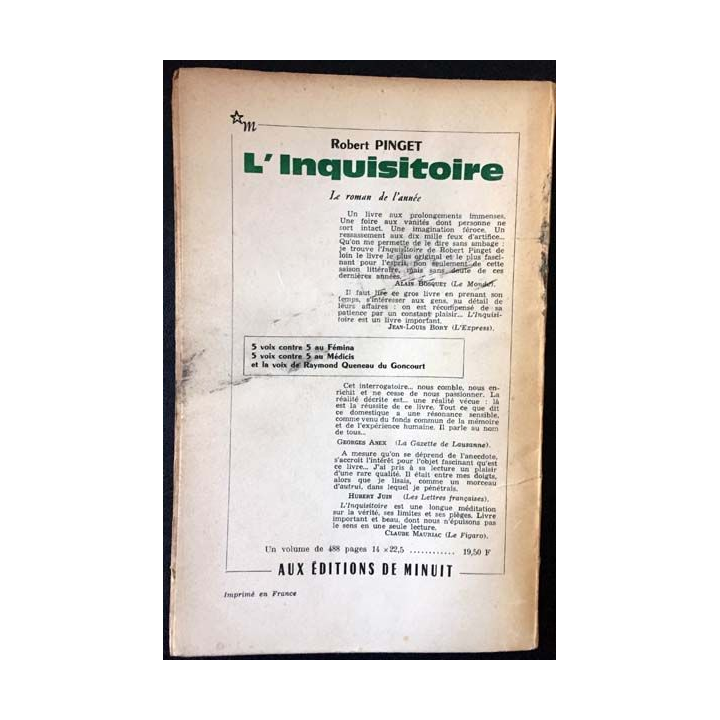 m
Robert PINGET
L'Inquisitoire
Le roman de l'année
Un livre aux prolongements immenses.
Une foire aux vanités dont personne ne
sort intact. Une imagination féroce. Un
ressassement aux dix mille feux d'artifice...
Qu'on me permette de le dire sans ambage :
je trouve l'Inquisitoire de Robert Pinget de
loin le livre le plus original et le plus fasci-
nant pour l'esprit, non seulement de cette
saison littéraire, mais sans doute de ces
dernières années.
ALAIN BOSQUET (Le Monde).
Il faut lire ce gros livre en prenant son
temps, s'intéresser aux gens, au détail de
leurs affaires : on est récompensé de sa
patience par un constant plaisir... L'Inquisi-
toire est un livre important.
JEAN-LOUIS BORY (L'Express).
5 voix contre 5 au Fémina
5 voix contre 5 au Médicis
et la voix de Raymond Queneau du Goncourt
Cet interrogatoire... nous comble, nous en-
richit et ne cesse de nous passionner. La
réalité décrite est... une réalité vécue : là
est la réussite de ce livre. Tout ce que dit
ce domestique a une résonance sensible,
comme venu du fonds commun de la mémoire
et de l'expérience humaine. Il parle au nom
de tous...
GEORGES ANEX (La Gazette de Lausanne).
A mesure qu'on se déprend de l'anecdote,
s'accroît l'intérêt pour l'objet fascinant qu'est
ce livre... J'ai pris à sa lecture un plaisir
d'une rare qualité. Il était entre mes doigts,
alors que je lisais, comme un morceau
d'autrui, dans lequel je pénétrais.
HUBERT JUIN (Les Lettres françaises).
L'Inquisitoire est une longue méditation
sur la vérité, ses limites et ses pièges. Livre
important et beau, dont nous n'épuisons pas
le sens en une seule lecture.
CLAUDE MAURIAC (Le Figaro).
Un volume de 488 pages 14 × 22,5 ............ 19,50 F
AUX ÉDITIONS DE MINUIT
Imprimé en France